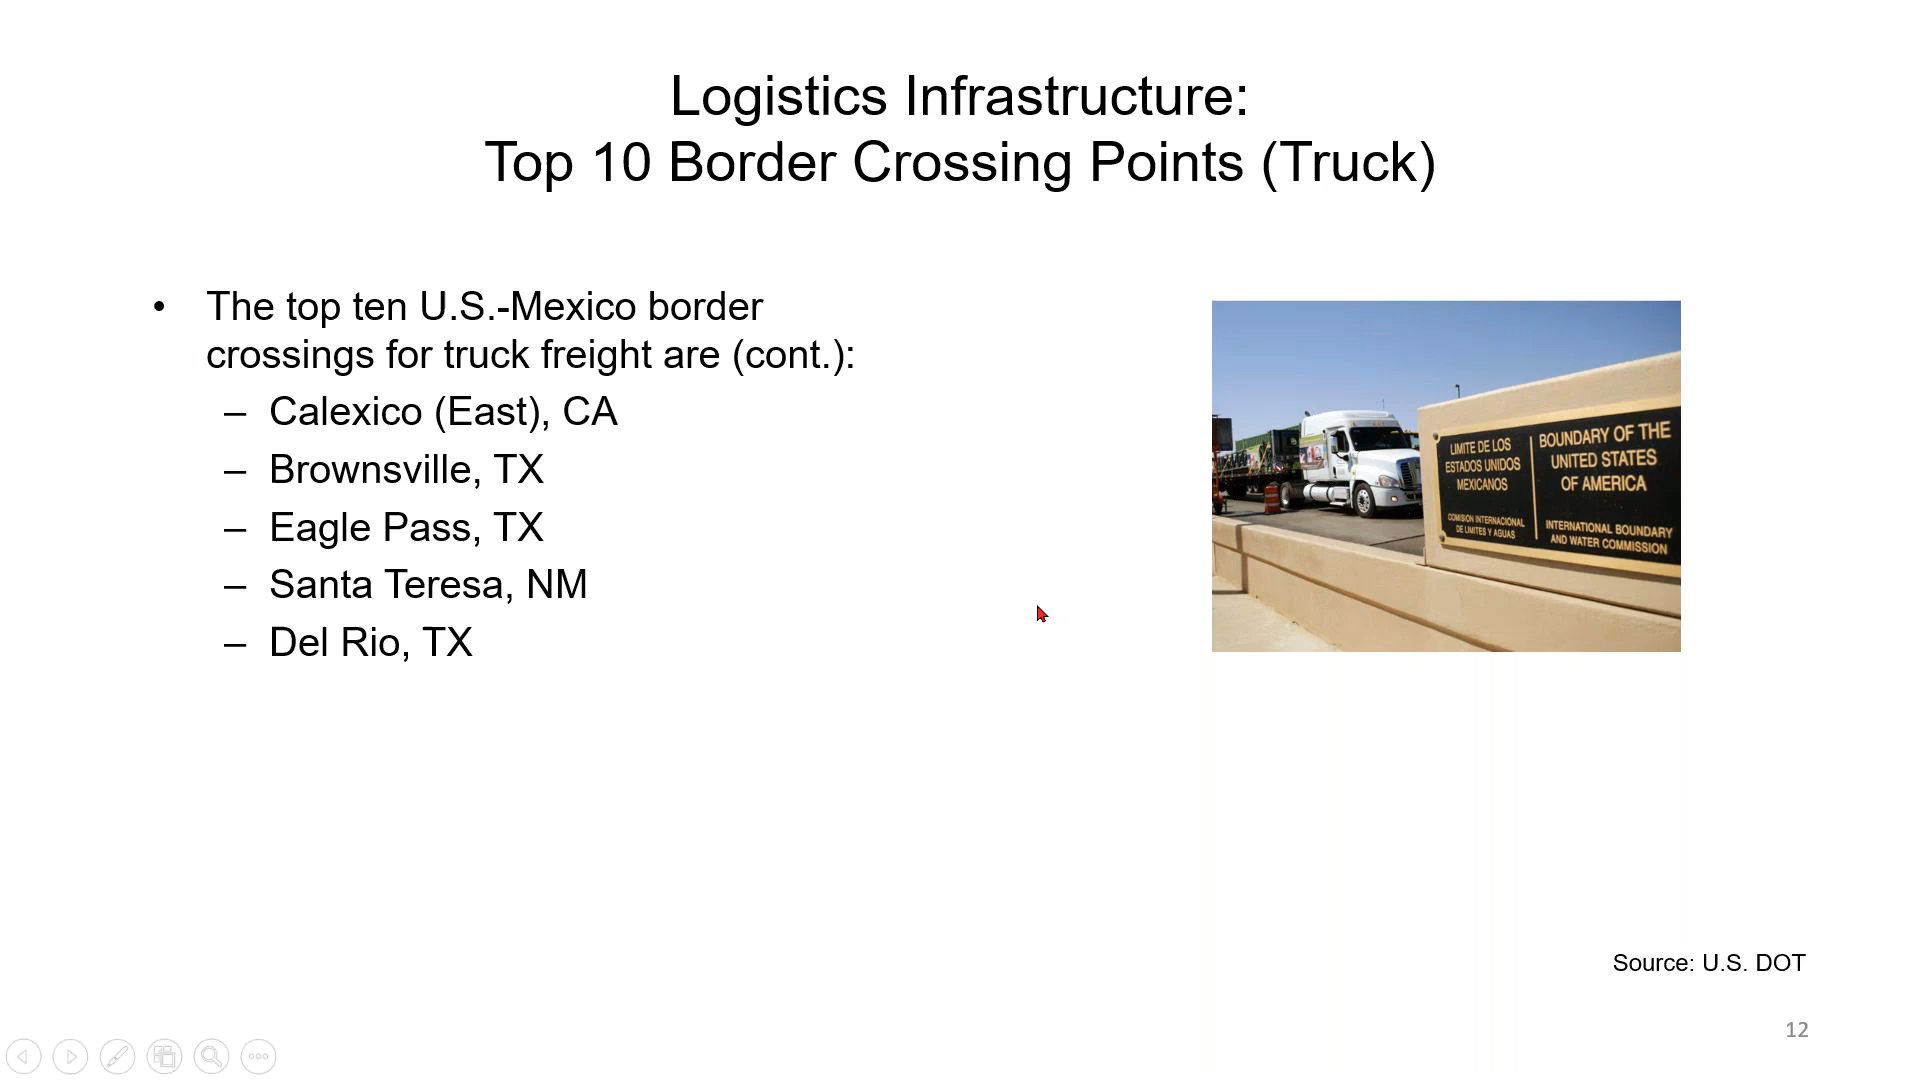 Logistics Infrastructure:
Top 10 Border Crossing Points (Truck)
• The top ten U.S.-Mexico border
crossings for truck freight are (cont.):
– Calexico (East), CA
– Brownsville, TX
– Eagle Pass, TX
– Santa Teresa, NM
– Del Rio, TX
LIMITE DE LOS
ESTADOS UNIDOS
MEXICANOS
COMISION INTERNACIONAL
DE LIMITES Y AGUAS
BOUNDARY OF THE
UNITED STATES
OF AMERICA
INTERNATIONAL BOUNDARY
AND WATER COMMISSION
Source: U.S. DOT
12